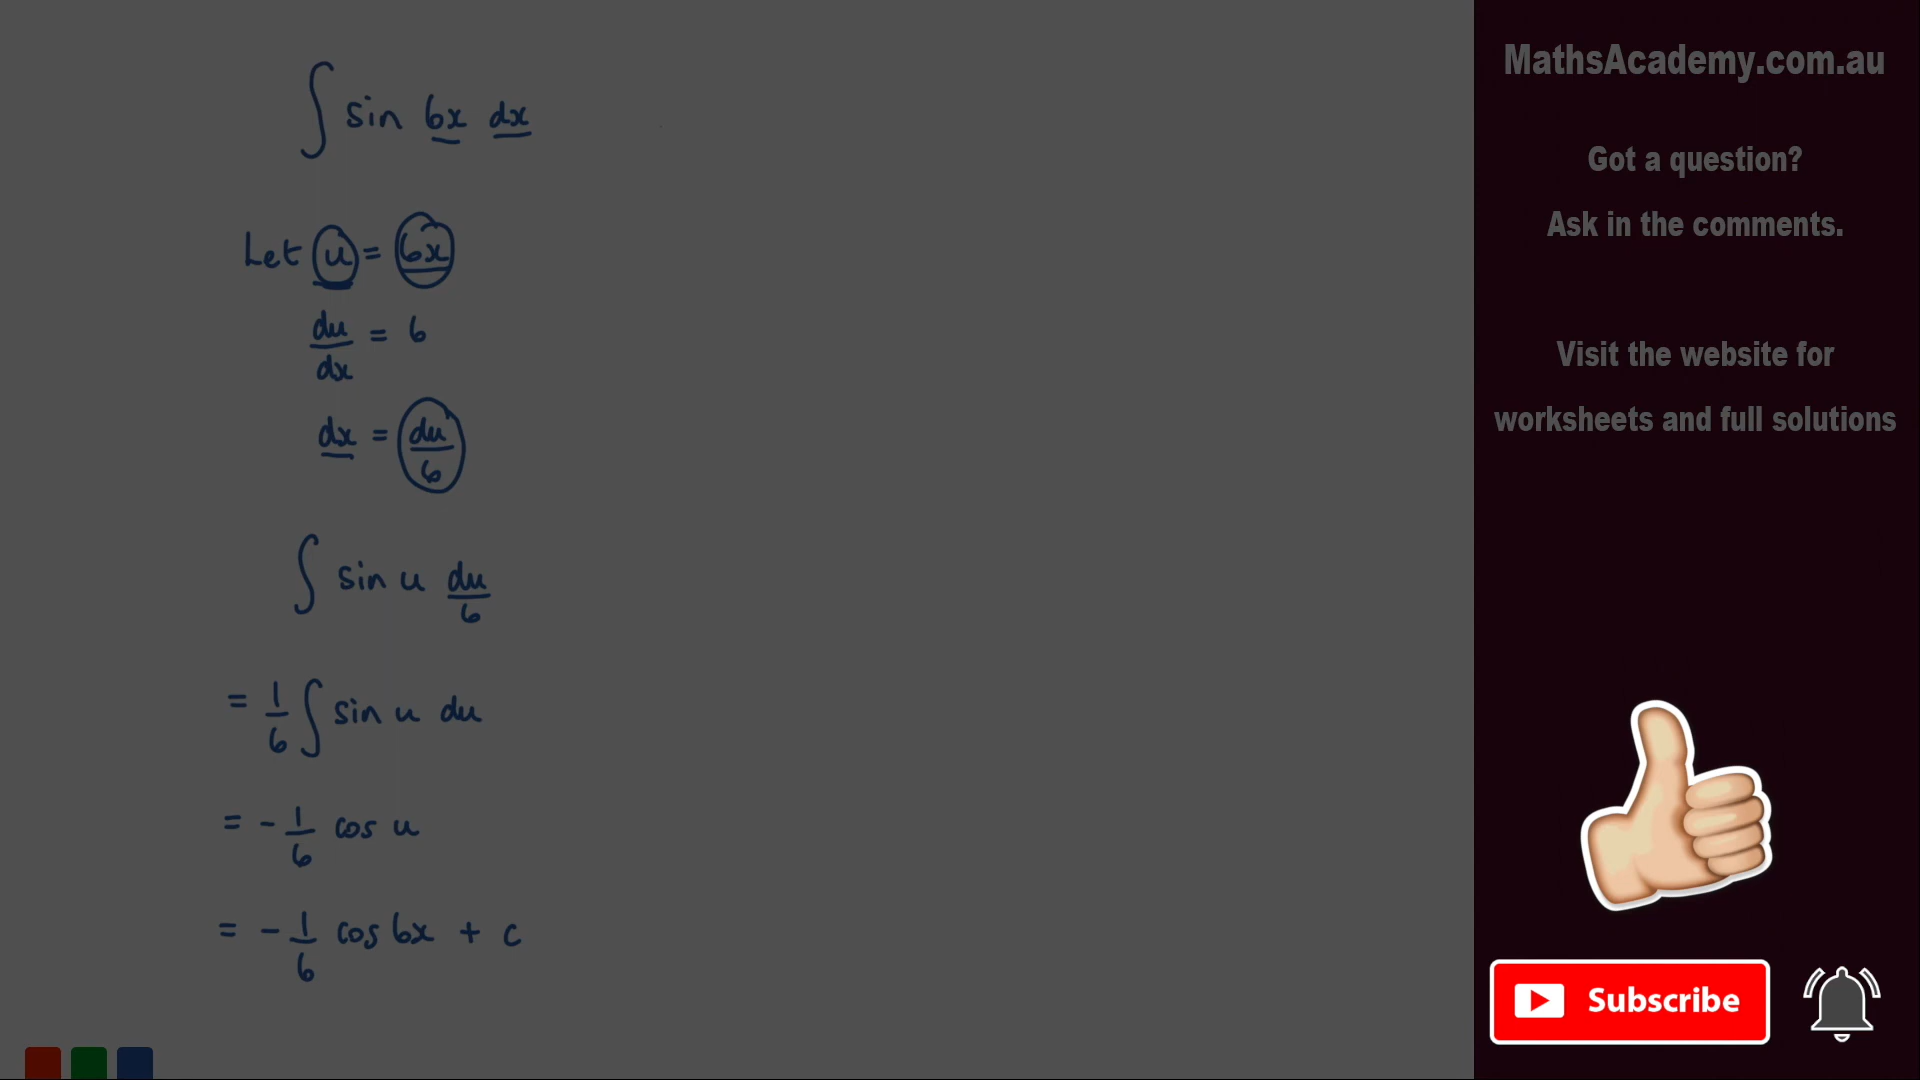 ∫ sin 6x dx
Let u = 6x
du/dx = 6
dx = du/6
∫ sin u du/6
= 1/6 ∫ sin u du
= - 1/6 cos u
= - 1/6 cos 6x + c
MathsAcademy.com.au
Got a question?
Ask in the comments.
Visit the website for
worksheets and full solutions
Subscribe